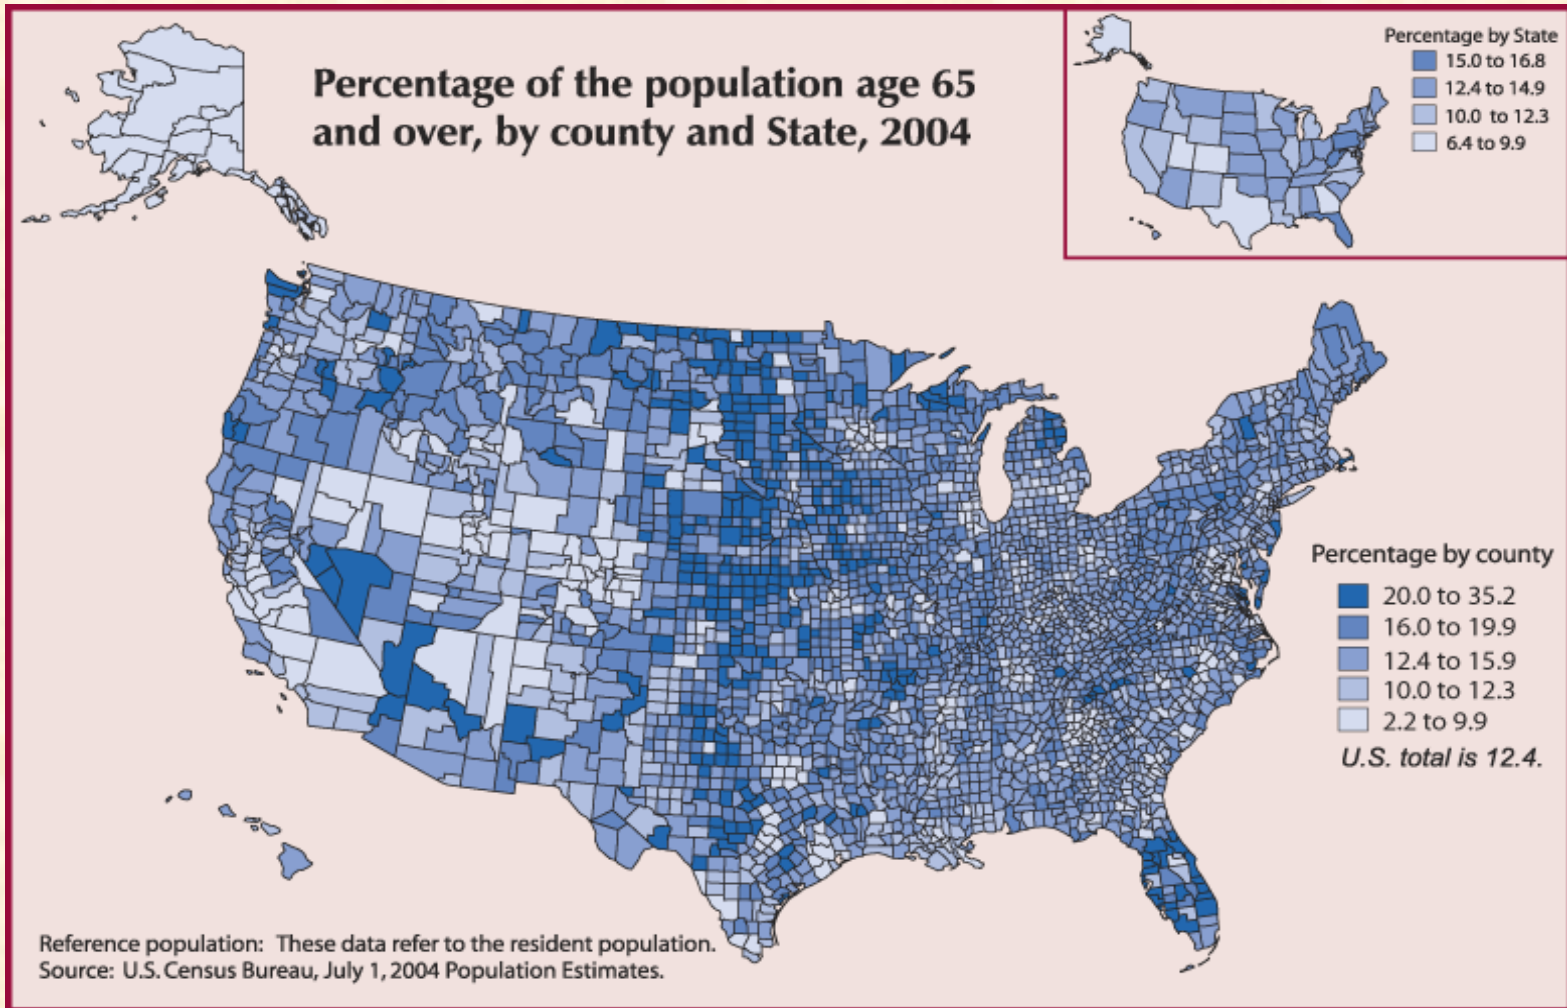 Percentage of the population age 65
and over, by county and State, 2004
Percentage by State
15.0 to 16.8
12.4 to 14.9
10.0 to 12.3
6.4 to 9.9
Percentage by county
20.0 to 35.2
16.0 to 19.9
12.4 to 15.9
10.0 to 12.3
2.2 to 9.9
U.S. total is 12.4.
Reference population: These data refer to the resident population.
Source: U.S. Census Bureau, July 1, 2004 Population Estimates.